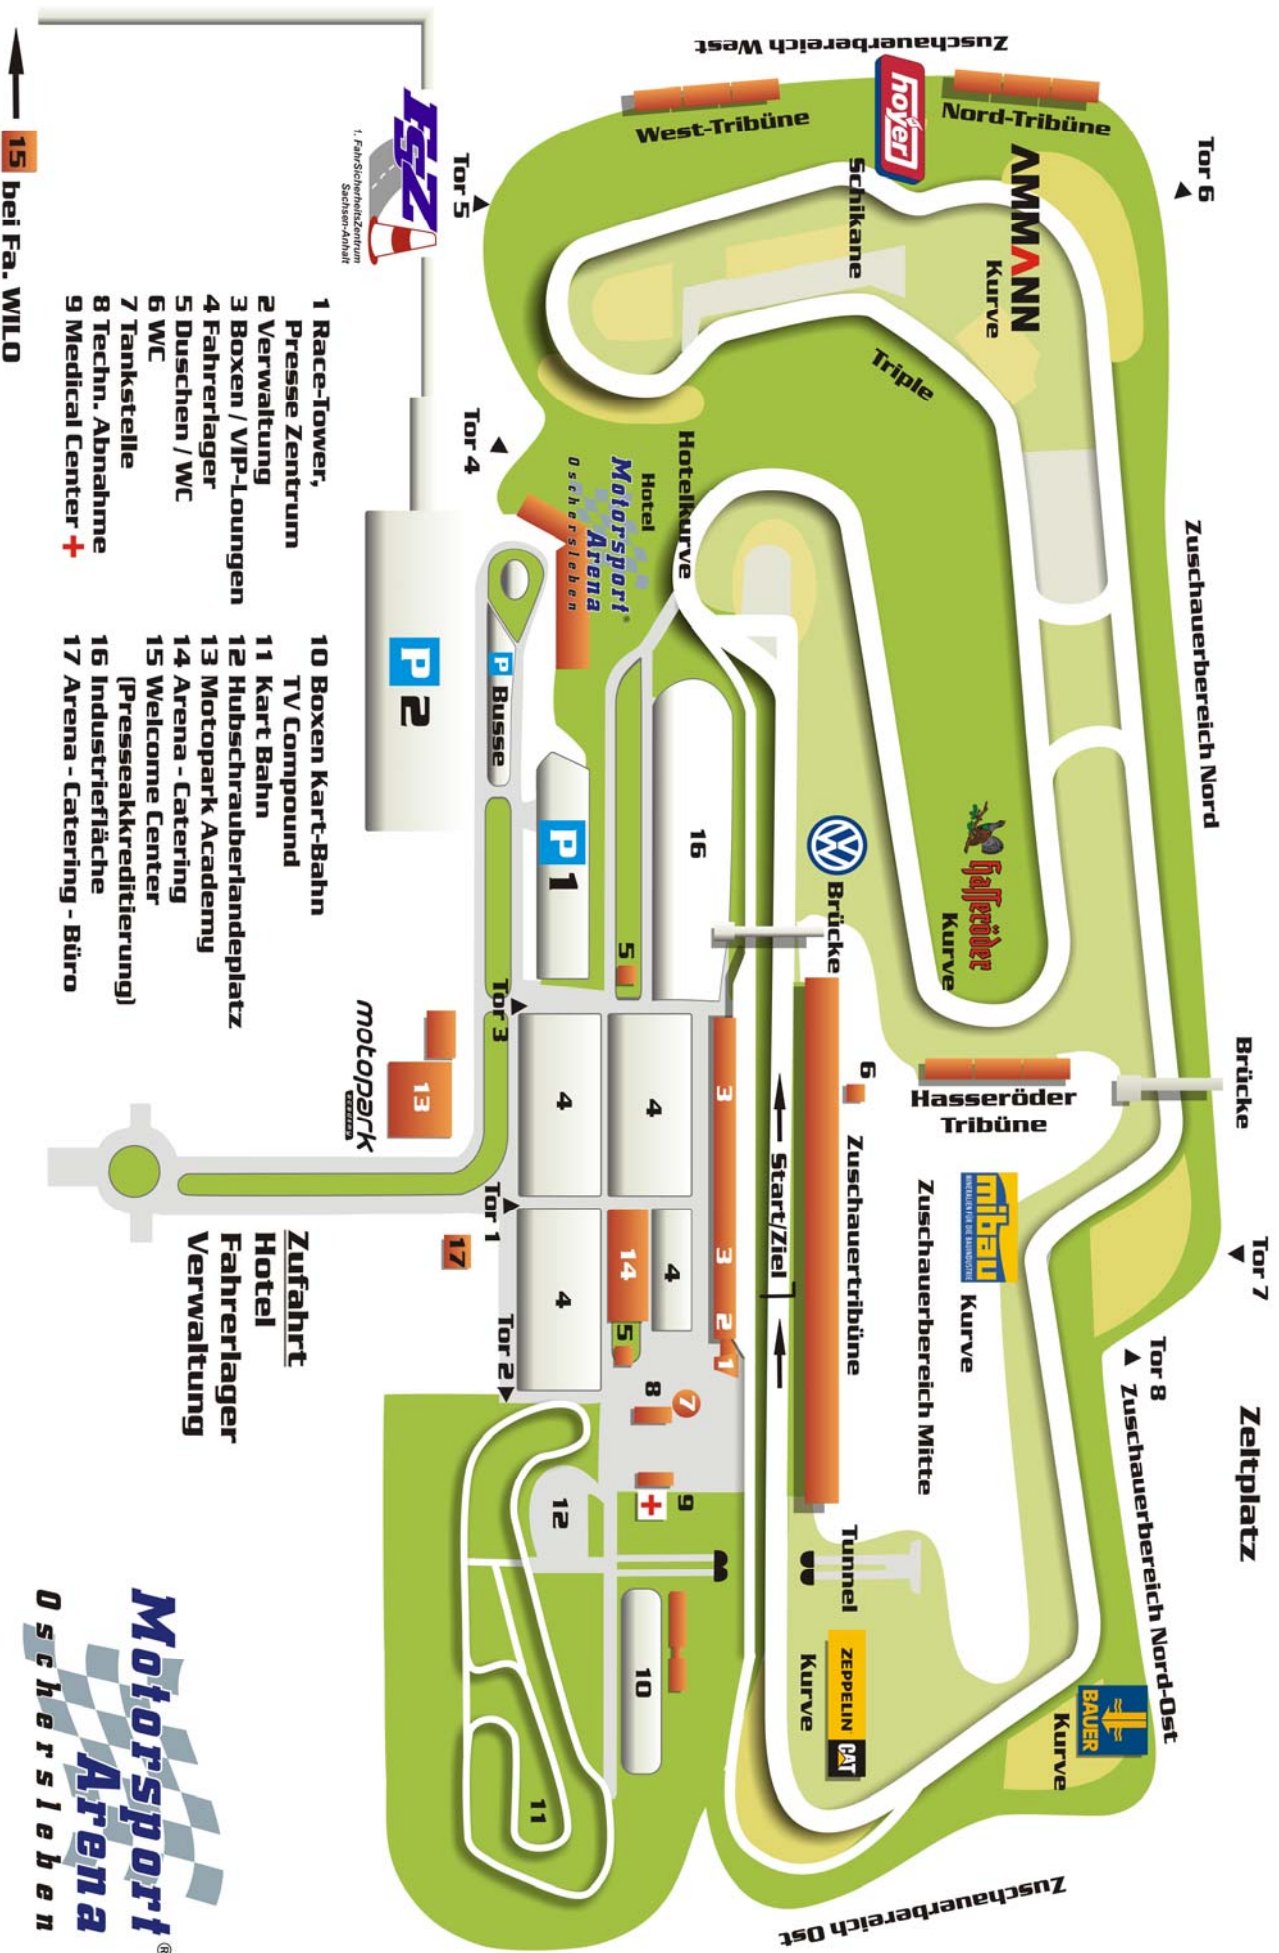 Zuschauerbereich West
West-Tribüne
hoyer
Nord-Tribüne
Tor 6
AMMANN
Kurve
Schikane
Triple
Tor 5
fsz
1. FahrSicherheitsZentrum
Sachsen-Anhalt
15 bei Fa. WILO
Tor 4
Hotelkurve
Hotel
Motorsport®
Arena
Oschersleben
Zuschauerbereich Nord
Hasseröder
Kurve
VW
Brücke
P 2
P Busse
P 1
16
5
Tor 3
Brücke
Hasseröder
Tribüne
6
Zuschauertribüne
Zuschauerbereich Mitte
mibau
MINERALIEN FÜR DIE BAUINDUSTRIE
Kurve
Tor 7
Tor 8
Zeltplatz
Zuschauerbereich Nord-Ost
BAUER
Kurve
Start/Ziel
3
3
2
1
4
4
4
4
14
5
13
motopark
ACADEMY
Tor 1
17
Tor 2
7
8
9
12
10
11
Tunnel
ZEPPELIN CAT
Kurve
Zuschauerbereich Ost
1 Race-Tower,
Presse Zentrum
2 Verwaltung
3 Boxen / VIP-Loungen
4 Fahrerlager
5 Duschen / WC
6 WC
7 Tankstelle
8 Techn. Abnahme
9 Medical Center +
10 Boxen Kart-Bahn
TV Compound
11 Kart Bahn
12 Hubschrauberlandeplatz
13 Motopark Academy
14 Arena - Catering
15 Welcome Center
(Presseakkreditierung)
16 Industriefläche
17 Arena - Catering - Büro
Zufahrt
Hotel
Fahrerlager
Verwaltung
Motorsport®
Arena
Oschersleben